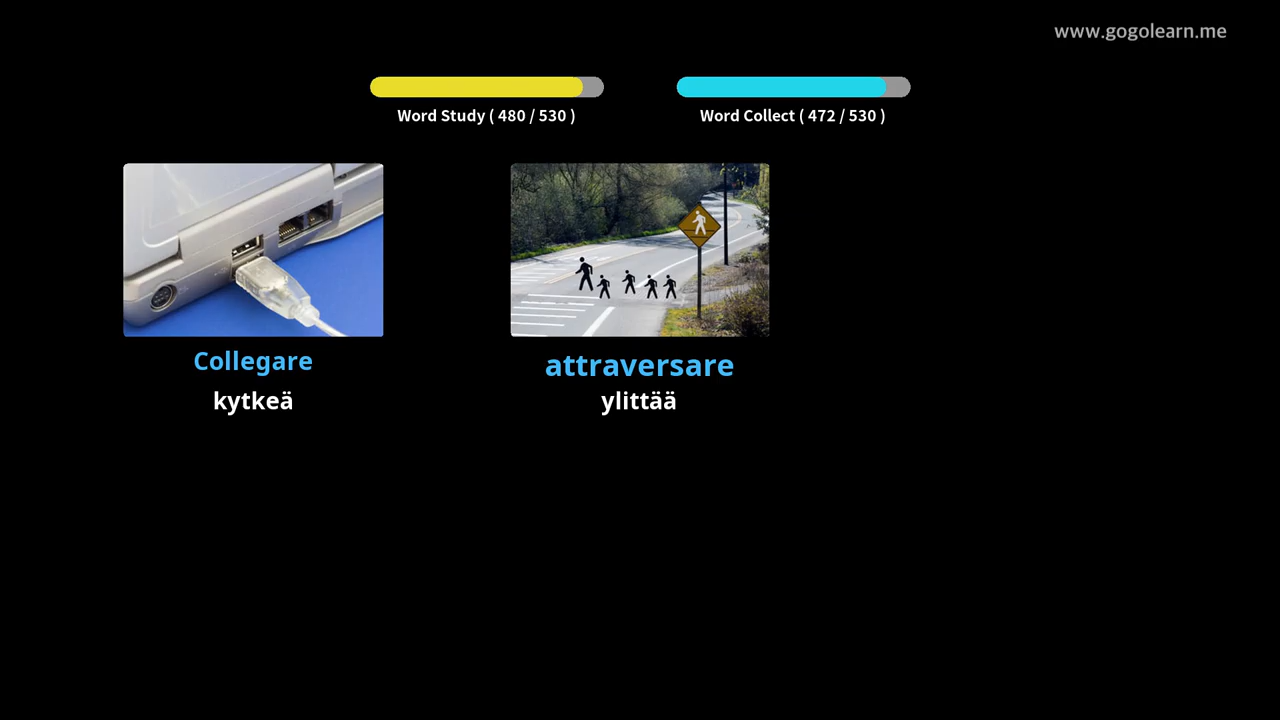 www.gogolearn.me
Word Study ( 480 / 530 )
Word Collect ( 472 / 530 )
Collegare
kytkeä
attraversare
ylittää